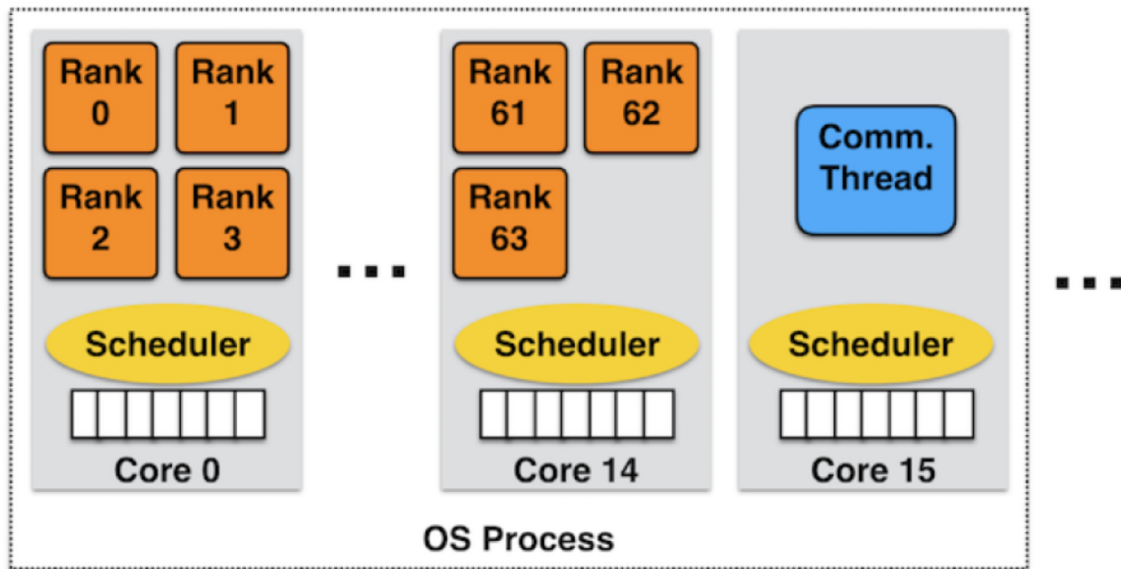 Rank
0
Rank
1
Rank
2
Rank
3
Scheduler
Core 0
...
Rank
61
Rank
62
Rank
63
Scheduler
Core 14
Comm.
Thread
Scheduler
Core 15
...
OS Process